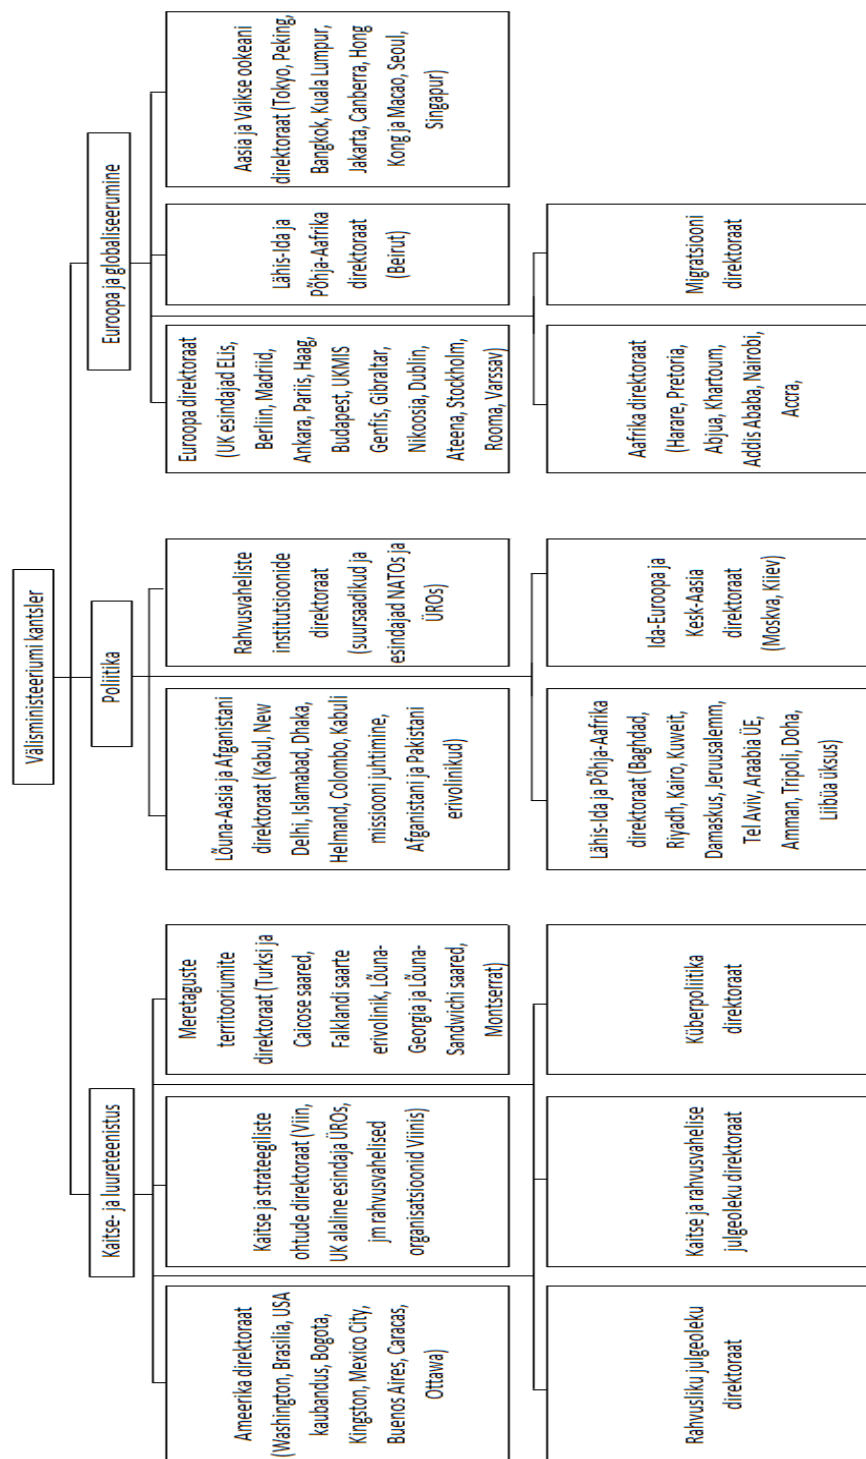 Välisministeeriumi kantsler
Kaitse- ja luureteenistus
Poliitika
Euroopa ja globaliseerumine
Ameerika direktoraat
(Washington, Brasilia, USA
kaubandus, Bogota,
Kingston, Mexico City,
Buenos Aires, Caracas,
Ottawa)
Kaitse ja strateegiliste
ohtude direktoraat (Viin,
UK alaline esindaja ÜROs,
jm rahvusvahelised
organisatsioonid Viinis)
Meretaguste
territooriumite
direktoraat (Turksi ja
Caicose saared,
Falklandi saarte
erivolinik, Lõuna-
Georgia ja Lõuna-
Sandwichi saared,
Montserrat)
Lõuna-Aasia ja Afganistani
direktoraat (Kabul, New
Delhi, Islamabad, Dhaka,
Helmand, Colombo, Kabuli
missiooni juhtimine,
Afganistani ja Pakistani
erivolinikud)
Rahvusvaheliste
institutsioonide
direktoraat
(suursaadikud ja
esindajad NATOs ja
ÜROs)
Euroopa direktoraat
(UK esindajad ELis,
Berliin, Madriid,
Ankara, Pariis, Haag,
Budapest, UKMIS
Genfis, Gibraltar,
Nikoosia, Dublin,
Ateena, Stockholm,
Rooma, Varssav)
Lähis-Ida ja
Põhja-Aafrika
direktoraat
(Beirut)
Aasia ja Vaikse ookeani
direktoraat (Tokyo, Peking,
Bangkok, Kuala Lumpur,
Jakarta, Canberra, Hong
Kong ja Macao, Seoul,
Singapur)
Rahvusliku julgeoleku
direktoraat
Kaitse ja rahvusvahelise
julgeoleku direktoraat
Küberpoliitika
direktoraat
Lähis-Ida ja Põhja-Aafrika
direktoraat (Baghdad,
Riyadh, Kairo, Kuweit,
Damaskus, Jeruusalemm,
Tel Aviv, Araabia ÜE,
Amman, Tripoli, Doha,
Liibüa üksus)
Ida-Euroopa ja
Kesk-Aasia
direktoraat
(Moskva, Kiiev)
Aafrika direktoraat
(Harare, Pretoria,
Abjua, Khartoum,
Addis Ababa, Nairobi,
Accra,
Migratsiooni
direktoraat